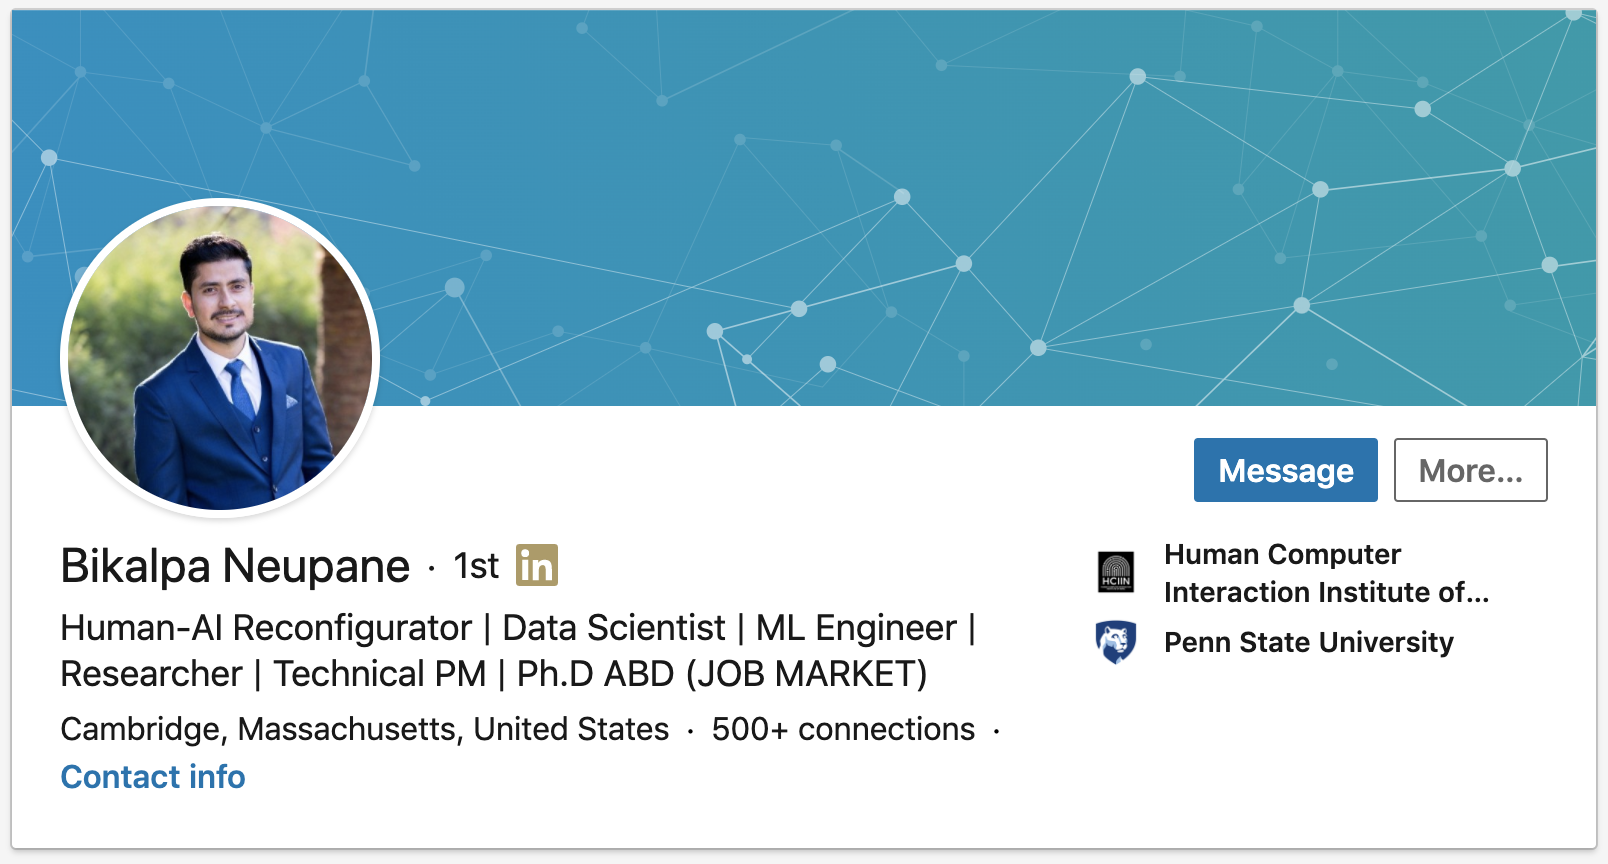 Message
More...
Bikalpa Neupane · 1st in
Human-AI Reconfigurator | Data Scientist | ML Engineer |
Researcher | Technical PM | Ph.D ABD (JOB MARKET)
Cambridge, Massachusetts, United States · 500+ connections ·
Contact info
HCIIN
Human Computer
Interaction Institute of...
Penn State University